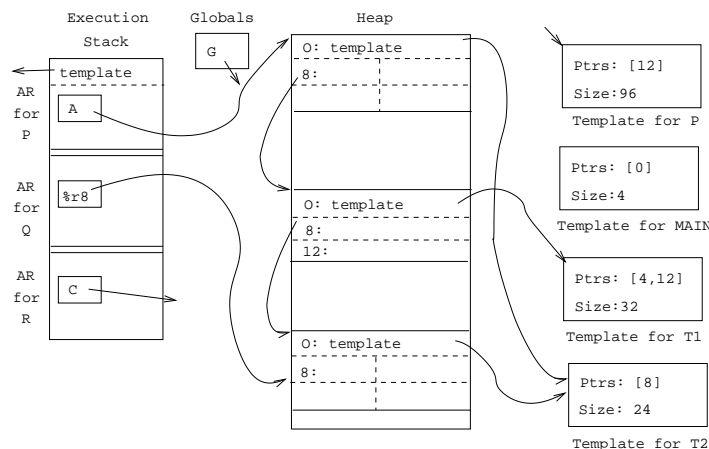 Execution
Stack
Globals
Heap
G
template
AR
for
P
A
AR
for
Q
%r8
AR
for
R
C
O: template
8:
O: template
8:
12:
O: template
8:
Ptrs: [12]
Size:96
Template for P
Ptrs: [0]
Size:4
Template for MAIN
Ptrs: [4,12]
Size:32
Template for T1
Ptrs: [8]
Size: 24
Template for T2